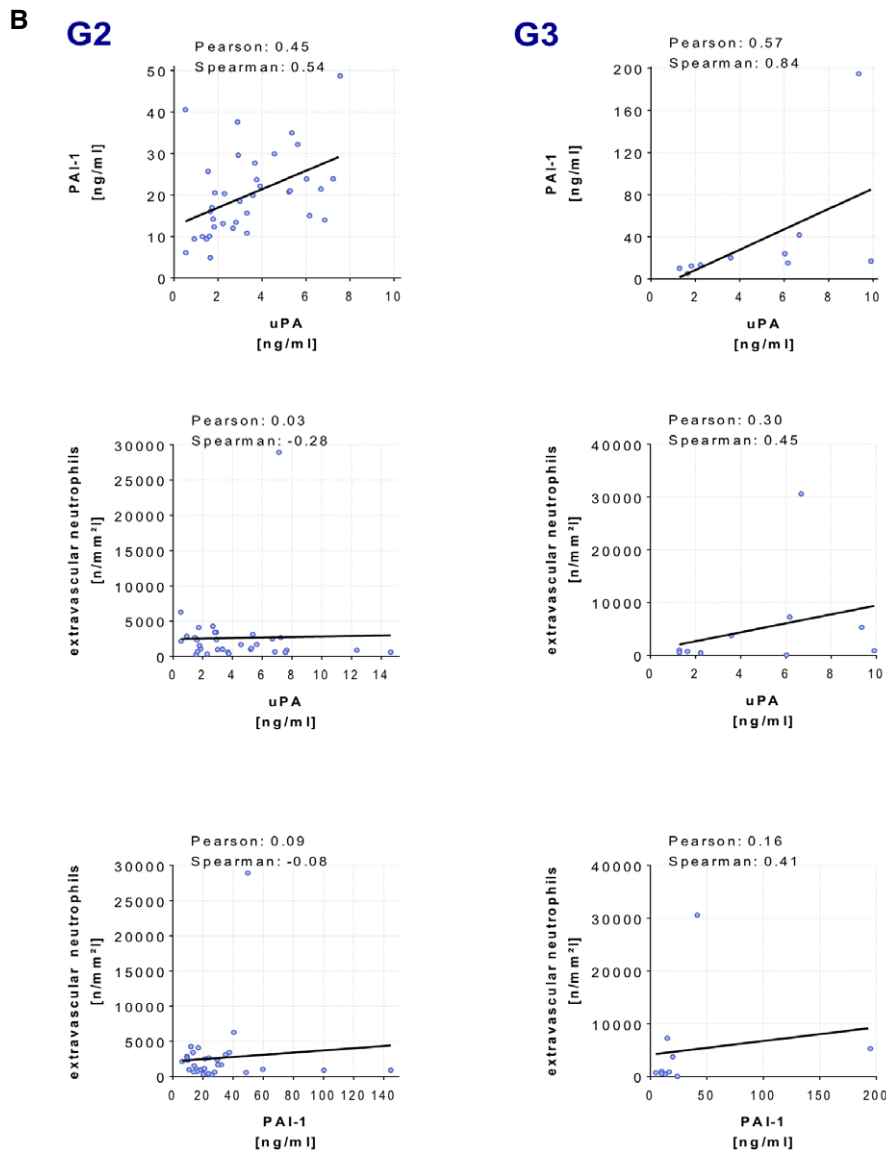 B
G2
G3
Pearson: 0.45
Spearman: 0.54
50
40
30
20
10
0
PAI-1
[ng/ml]
0 2 4 6 8 10
uPA
[ng/ml]
Pearson: 0.57
Spearman: 0.84
200
160
120
80
40
0
PAI-1
[ng/ml]
0 2 4 6 8 10
uPA
[ng/ml]
Pearson: 0.03
Spearman: -0.28
30000
25000
20000
15000
10000
5000
0
extravascular neutrophils
[n/mm²l]
0 2 4 6 8 10 12 14
uPA
[ng/ml]
Pearson: 0.30
Spearman: 0.45
40000
30000
20000
10000
0
extravascular neutrophils
[n/mm²l]
0 2 4 6 8 10
uPA
[ng/ml]
Pearson: 0.09
Spearman: -0.08
30000
25000
20000
15000
10000
5000
0
extravascular neutrophils
[n/mm²l]
0 20 40 60 80 100 120 140
PAI-1
[ng/ml]
Pearson: 0.16
Spearman: 0.41
40000
30000
20000
10000
0
extravascular neutrophils
[n/mm²l]
0 50 100 150 200
PAI-1
[ng/ml]